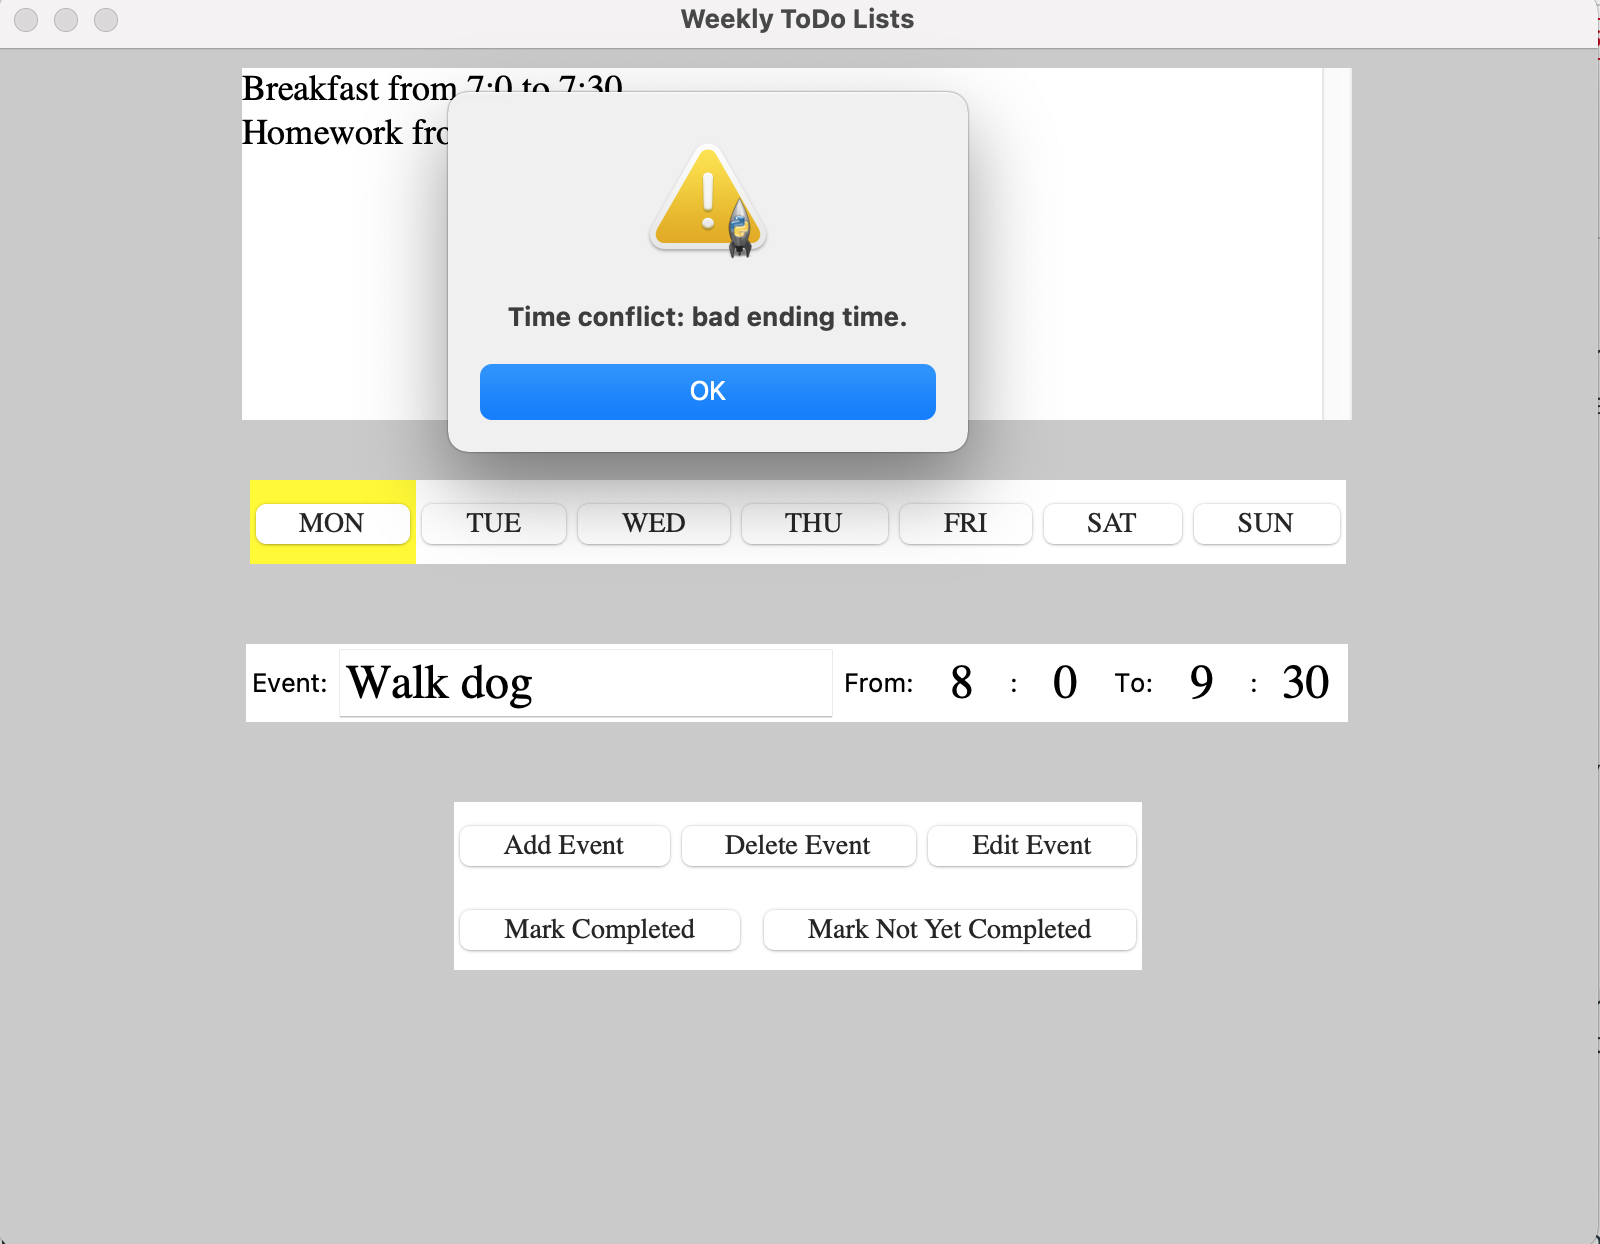 Weekly ToDo Lists
Breakfast from 7:0 to 7:30
Homework
Time conflict: bad ending time.
OK
MON TUE WED THU FRI SAT SUN
Event: Walk dog From: 8 : 0 To: 9 : 30
Add Event Delete Event Edit Event
Mark Completed Mark Not Yet Completed